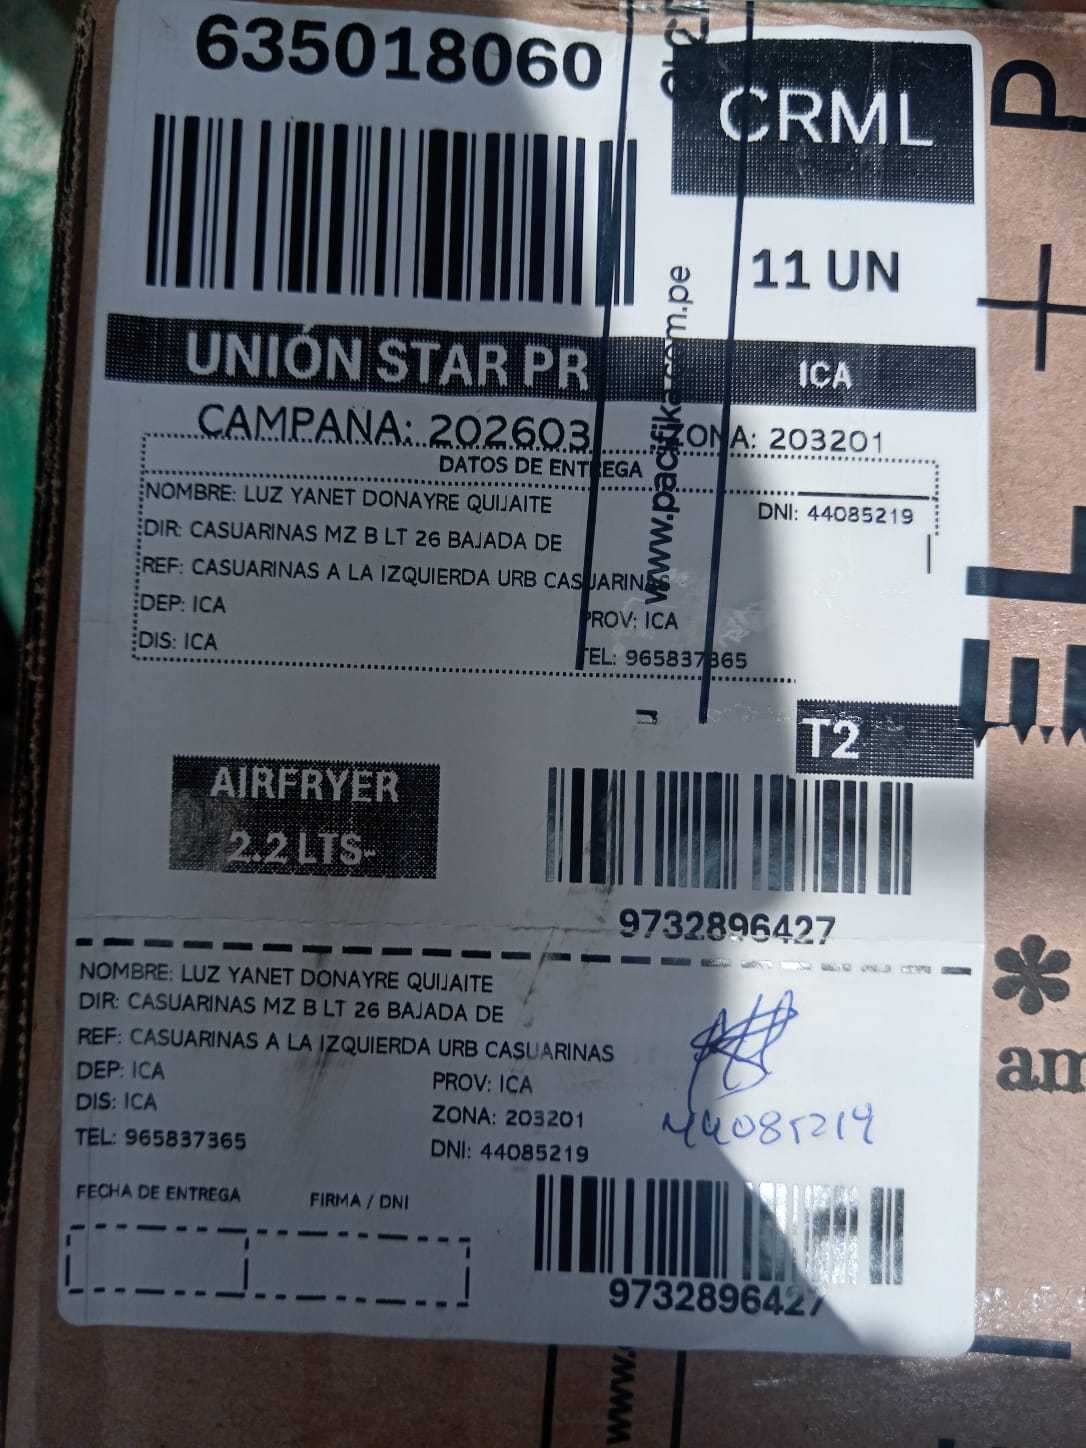 635018060
CRML
11 UN
UNIÓN STAR PR
ICA
CAMPAÑA: 202603
ZONA: 203201
DATOS DE ENTREGA
NOMBRE: LUZ YANET DONAYRE QUIJAITE
DNI: 44085219
DIR: CASUARINAS MZ B LT 26 BAJADA DE
REF: CASUARINAS A LA IZQUIERDA URB CASUARINAS
DEP: ICA
PROV: ICA
DIS: ICA
TEL: 965837365
www.pacifika.com.pe
T2
AIRFRYER
2.2 LTS-
9732896427
NOMBRE: LUZ YANET DONAYRE QUIJAITE
DIR: CASUARINAS MZ B LT 26 BAJADA DE
REF: CASUARINAS A LA IZQUIERDA URB CASUARINAS
DEP: ICA
PROV: ICA
DIS: ICA
ZONA: 203201
TEL: 965837365
DNI: 44085219
44085219
FECHA DE ENTREGA
FIRMA / DNI
9732896427
am
www.